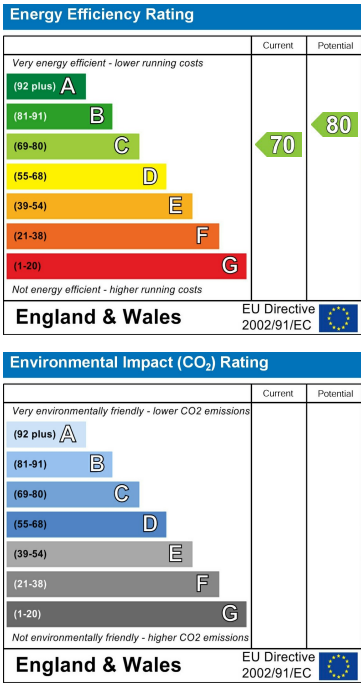 Energy Efficiency Rating
Current Potential
Very energy efficient - lower running costs
(92 plus) A
(81-91) B
(69-80) C
(55-68) D
(39-54) E
(21-38) F
(1-20) G
70
80
Not energy efficient - higher running costs
England & Wales
EU Directive
2002/91/EC
Environmental Impact (CO₂) Rating
Current Potential
Very environmentally friendly - lower CO2 emissions
(92 plus) A
(81-91) B
(69-80) C
(55-68) D
(39-54) E
(21-38) F
(1-20) G
Not environmentally friendly - higher CO2 emissions
England & Wales
EU Directive
2002/91/EC